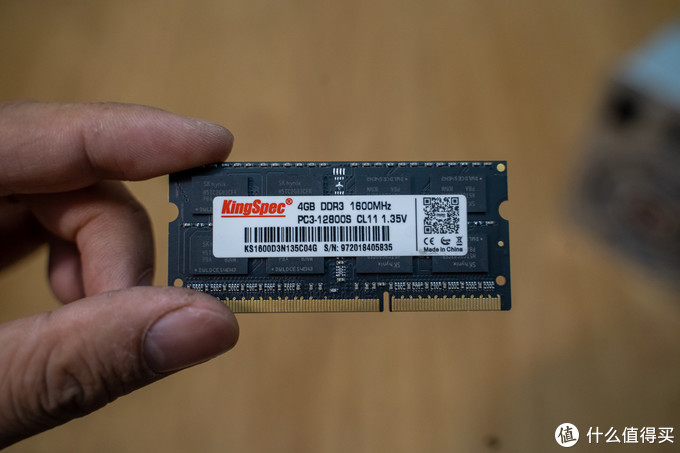 KingSpec®
4GB DDR3 1600MHz
PC3-12800S CL11 1.35V
KS1600D3N135C04G S/N: 972018405835
Made In China
值 什么值得买